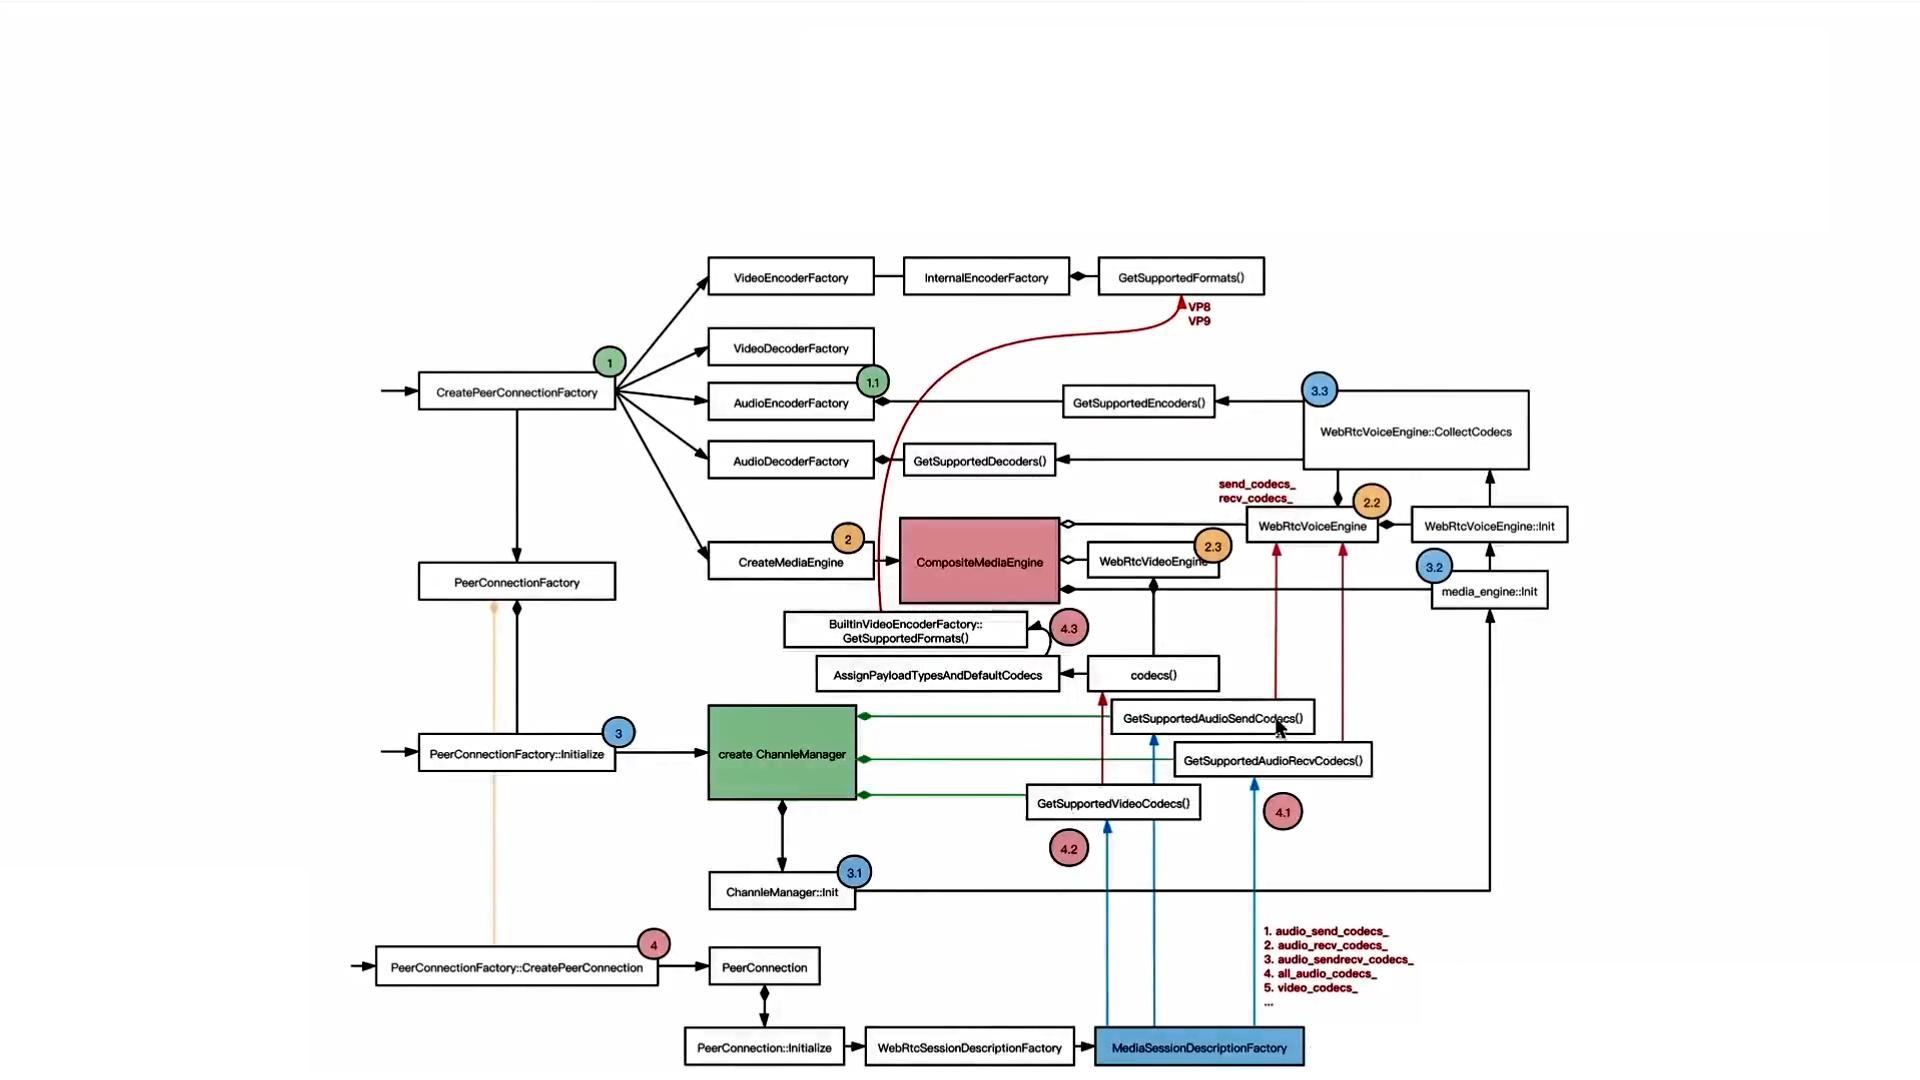 VideoEncoderFactory
InternalEncoderFactory
GetSupportedFormats()
VP8
VP9
VideoDecoderFactory
1
1.1
CreatePeerConnectionFactory
AudioEncoderFactory
GetSupportedEncoders()
3.3
WebRtcVoiceEngine::CollectCodecs
AudioDecoderFactory
GetSupportedDecoders()
send_codecs_
recv_codecs_
2.2
WebRtcVoiceEngine
WebRtcVoiceEngine::Init
2
CreateMediaEngine
CompositeMediaEngine
2.3
WebRtcVideoEngine
3.2
media_engine::Init
PeerConnectionFactory
BuiltinVideoEncoderFactory::
GetSupportedFormats()
4.3
AssignPayloadTypesAndDefaultCodecs
codecs()
GetSupportedAudioSendCodecs()
3
PeerConnectionFactory::Initialize
create ChannleManager
GetSupportedAudioRecvCodecs()
GetSupportedVideoCodecs()
4.1
4.2
3.1
ChannleManager::Init
1. audio_send_codecs_
2. audio_recv_codecs_
3. audio_sendrecv_codecs_
4. all_audio_codecs_
5. video_codecs_
...
4
PeerConnectionFactory::CreatePeerConnection
PeerConnection
PeerConnection::Initialize
WebRtcSessionDescriptionFactory
MediaSessionDescriptionFactory